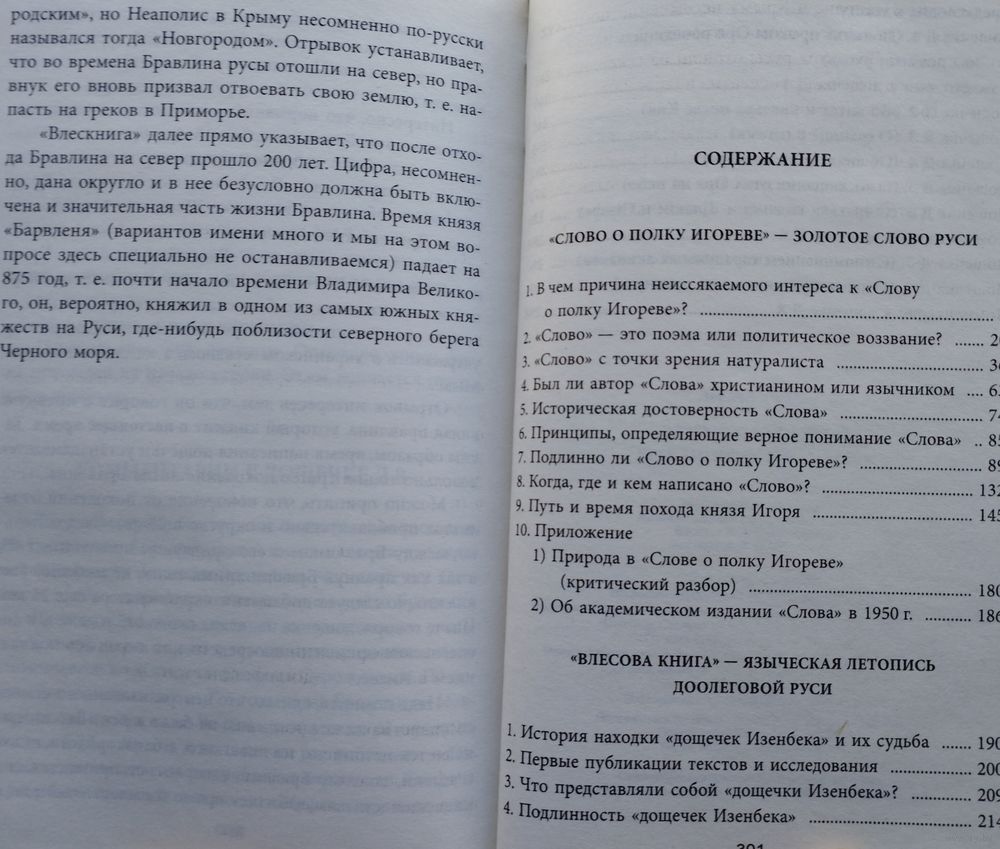 родским», но Неаполис в Крыму несомненно по-русски
назывался тогда «Новгородом». Отрывок устанавливает,
что во времена Бравлина русы отошли на север, но пра-
внук его вновь призвал отвоевать свою землю, т. е. на-
пасть на греков в Приморье.
«Влескнига» далее прямо указывает, что после отхо-
да Бравлина на север прошло 200 лет. Цифра, несомнен-
но, дана округло и в нее безусловно должна быть вклю-
чена и значительная часть жизни Бравлина. Время князя
«Барвленя» (вариантов имени много и мы на этом во-
просе здесь специально не останавливаемся) падает на
875 год, т. е. почти начало времени Владимира Велико-
го, он, вероятно, княжил в одном из самых южных кня-
жеств на Руси, где-нибудь поблизости северного берега
Черного моря.
СОДЕРЖАНИЕ
«СЛОВО О ПОЛКУ ИГОРЕВЕ» — ЗОЛОТОЕ СЛОВО РУСИ
1. В чем причина неиссякаемого интереса к «Слову
о полку Игореве»? ..........
2. «Слово» — это поэма или политическое воззвание? .......
3. «Слово» с точки зрения натуралиста ..........
4. Был ли автор «Слова» христианином или язычником ....
5. Историческая достоверность «Слова» ..........
6. Принципы, определяющие верное понимание «Слова» ..
7. Подлинно ли «Слово о полку Игореве»? ..........
8. Когда, где и кем написано «Слово»? .......... 132
9. Путь и время похода князя Игоря .......... 145
10. Приложение
1) Природа в «Слове о полку Игореве»
(критический разбор) .......... 180
2) Об академическом издании «Слова» в 1950 г. .......... 186
«ВЛЕСОВА КНИГА» — ЯЗЫЧЕСКАЯ ЛЕТОПИСЬ
ДООЛЕГОВОЙ РУСИ
1. История находки «дощечек Изенбека» и их судьба ....... 190
2. Первые публикации текстов и исследования .......... 200
3. Что представляли собой «дощечки Изенбека»? .......... 209
4. Подлинность «дощечек Изенбека» .......... 214